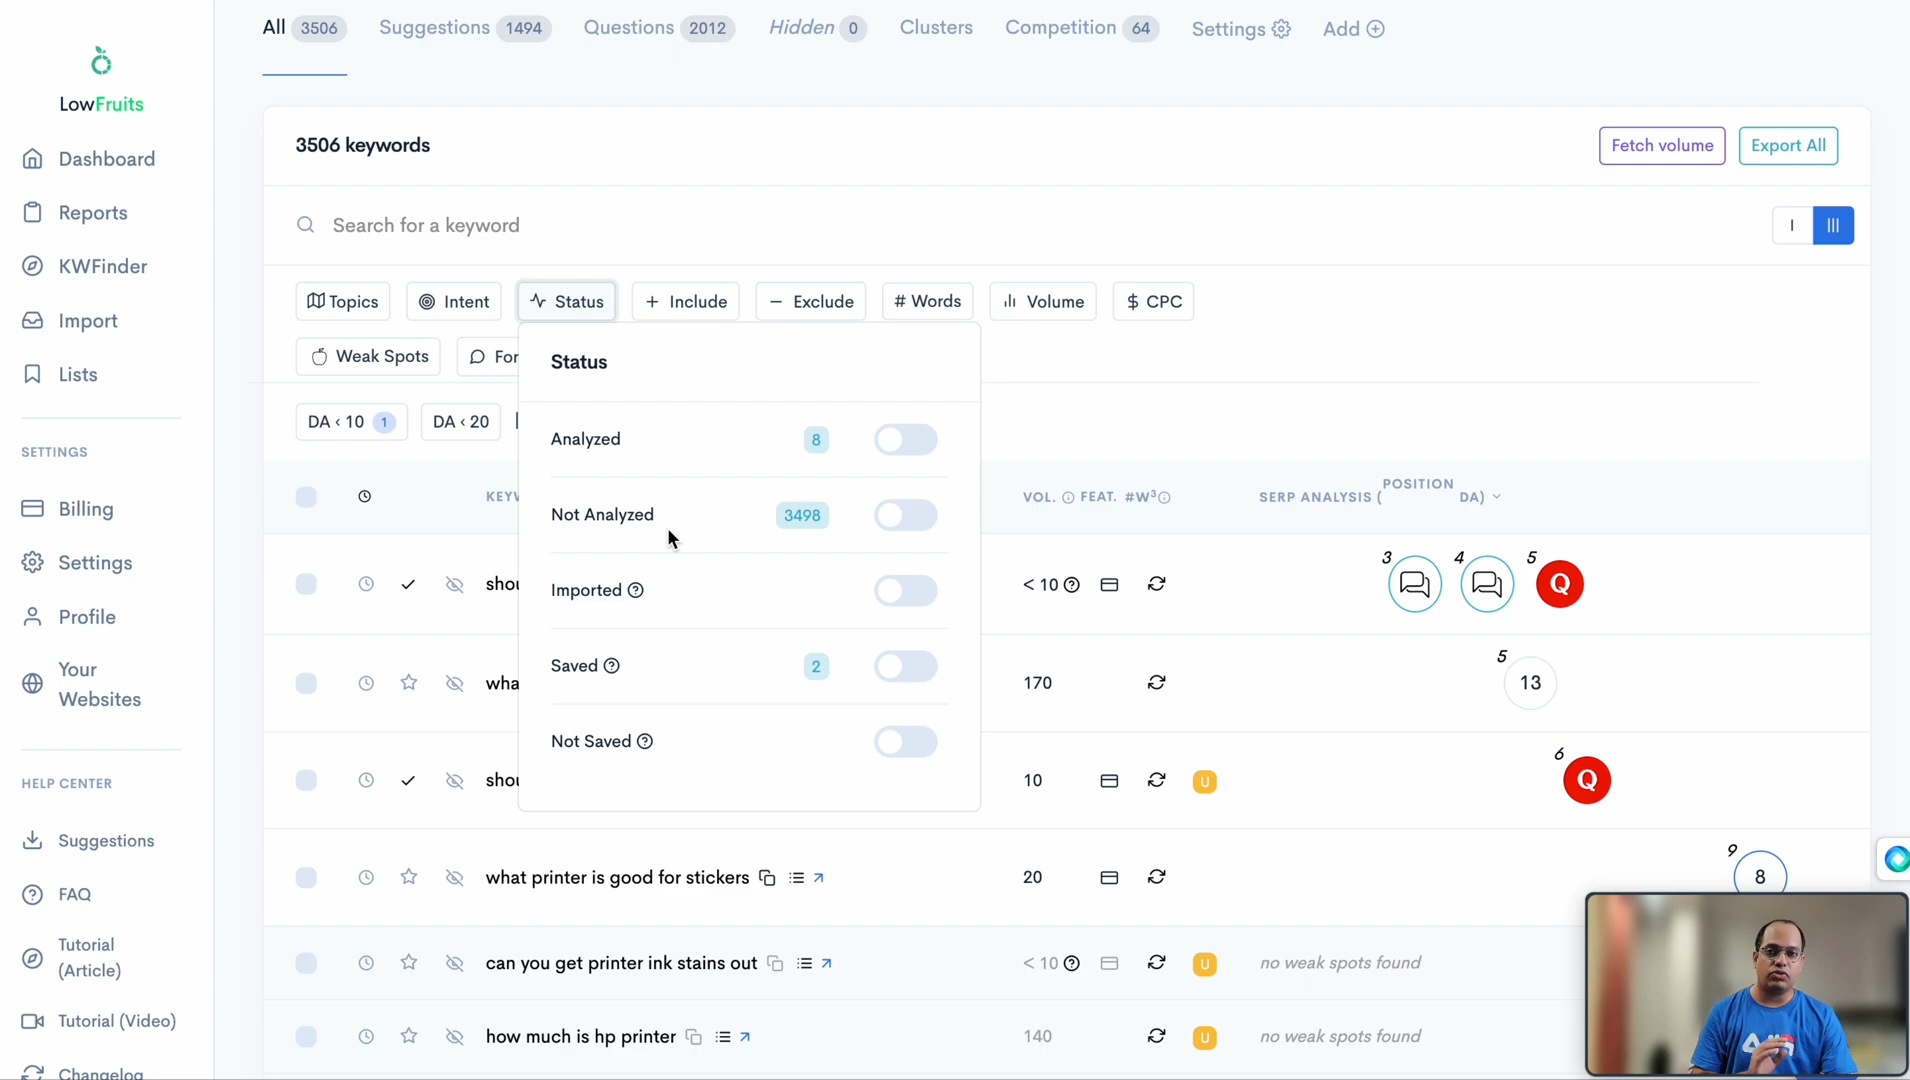 All 3506 Suggestions 1494 Questions 2012 Hidden 0 Clusters Competition 64 Settings Add
LowFruits
Dashboard
Reports
KWFinder
Import
Lists
SETTINGS
Billing
Settings
Profile
Your
Websites
HELP CENTER
Suggestions
FAQ
Tutorial
(Article)
Tutorial (Video)
Changelog
3506 keywords
Fetch volume Export All
Search for a keyword
Topics Intent Status Include Exclude # Words Volume $ CPC
Weak Spots For
DA < 10 1 DA < 20
Status
Analyzed 8
Not Analyzed 3498
Imported
Saved 2
Not Saved
KEYW VOL. FEAT. #W³ SERP ANALYSIS ( POSITION DA)
shou < 10 3 4 5 Q
wha 170 5 13
shou 10 U 6 Q
what printer is good for stickers 20 9 8
can you get printer ink stains out < 10 U no weak spots found
how much is hp printer 140 U no weak spots found